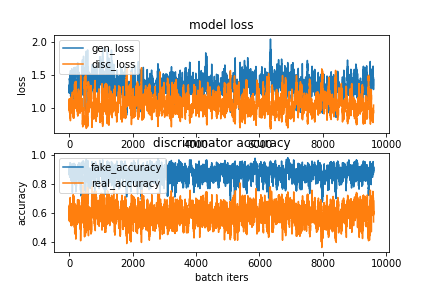 model loss
2.0
1.5
1.0
loss
gen_loss
disc_loss
0 2000 4000 6000 8000 10000
discriminator accuracy
1.0
0.8
0.6
0.4
accuracy
fake_accuracy
real_accuracy
0 2000 4000 6000 8000 10000
batch iters